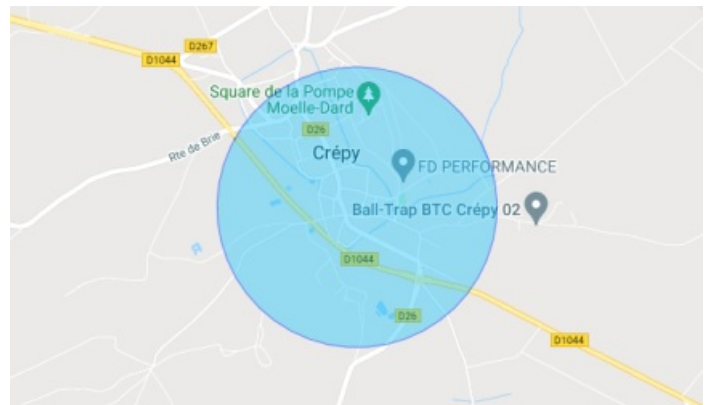 D267
D1044
Square de la Pompe
Moelle-Dard
D26
Rte de Brie
Crépy
FD PERFORMANCE
Ball-Trap BTC Crépy 02
D1044
D26
D1044